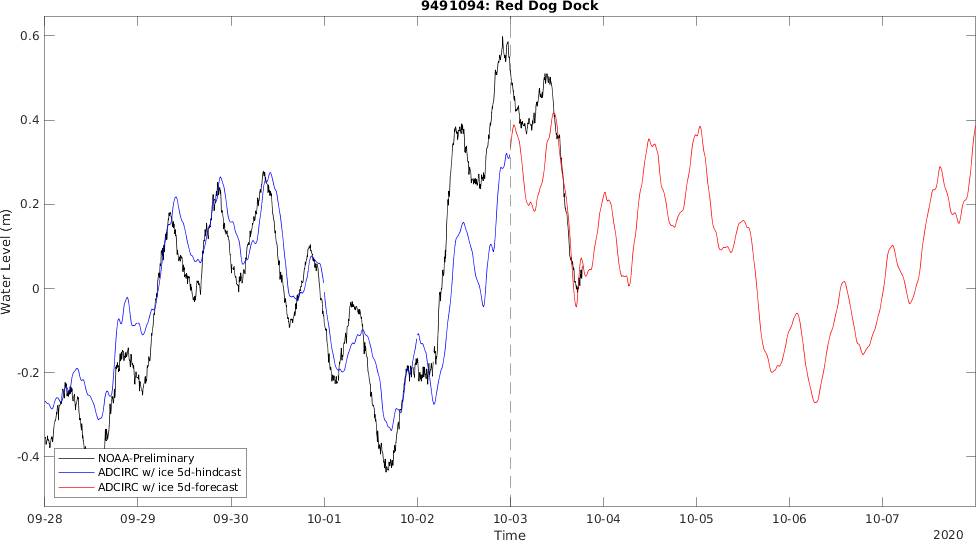 9491094: Red Dog Dock
Water Level (m)
0.6
0.4
0.2
0
-0.2
-0.4
NOAA-Preliminary
ADCIRC w/ ice 5d-hindcast
ADCIRC w/ ice 5d-forecast
09-28 09-29 09-30 10-01 10-02 10-03 10-04 10-05 10-06 10-07
Time
2020